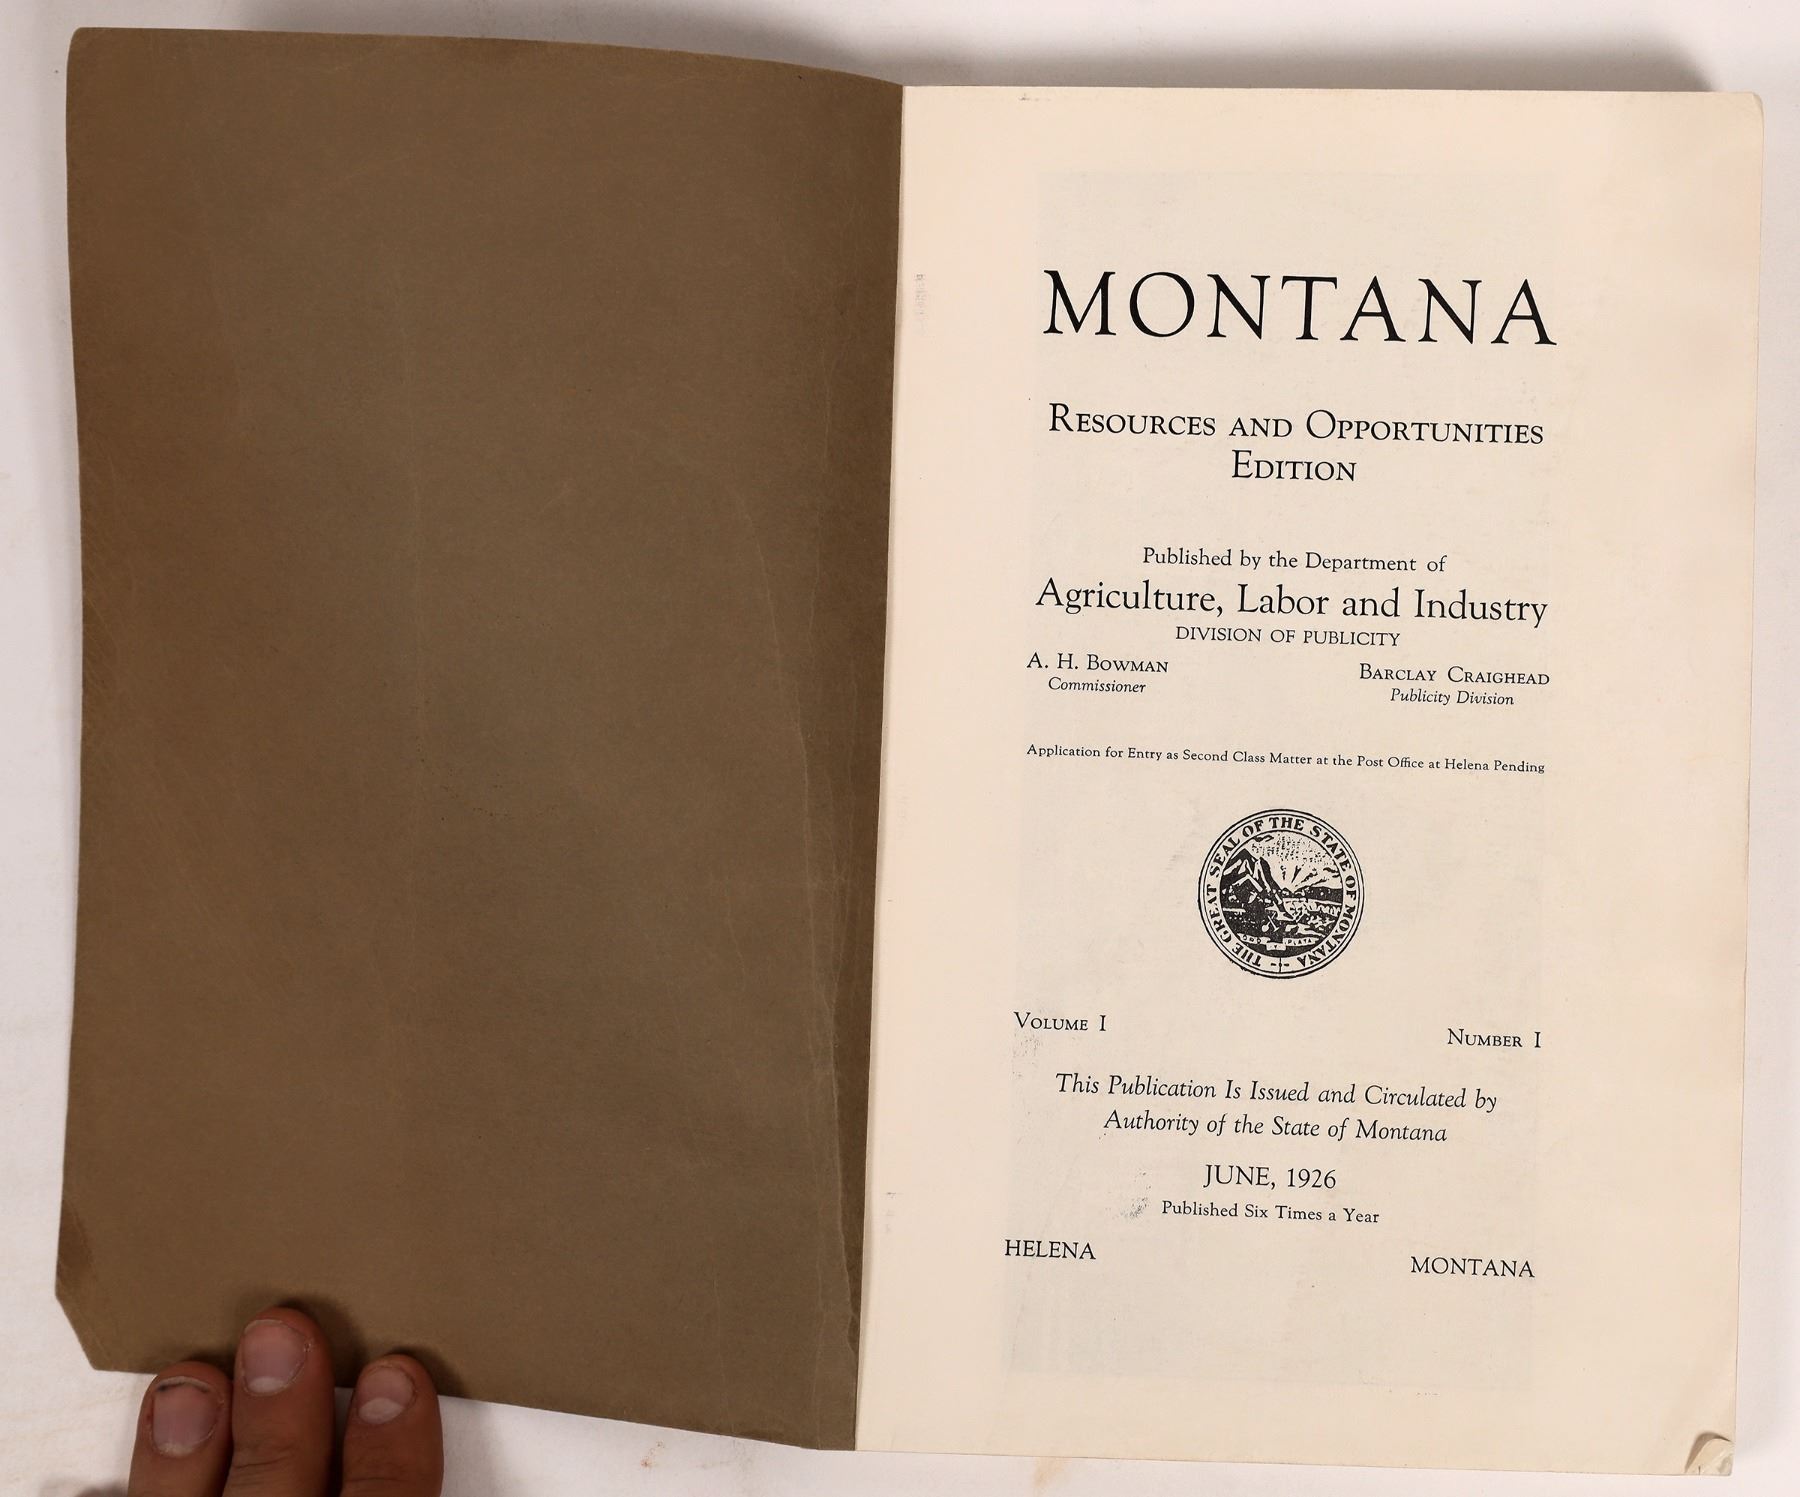 MONTANA
RESOURCES AND OPPORTUNITIES
EDITION
Published by the Department of
Agriculture, Labor and Industry
DIVISION OF PUBLICITY
A. H. BOWMAN
Commissioner
BARCLAY CRAIGHEAD
Publicity Division
Application for Entry as Second Class Matter at the Post Office at Helena Pending
THE GREAT SEAL OF THE STATE OF MONTANA
ORO Y PLATA
VOLUME I
NUMBER I
This Publication Is Issued and Circulated by
Authority of the State of Montana
JUNE, 1926
Published Six Times a Year
HELENA
MONTANA